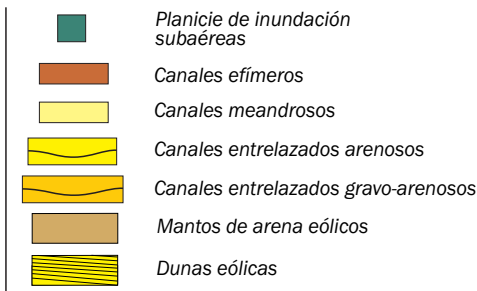 Planicie de inundación
subaéreas
Canales efímeros
Canales meandrosos
Canales entrelazados arenosos
Canales entrelazados gravo-arenosos
Mantos de arena eólicos
Dunas eólicas